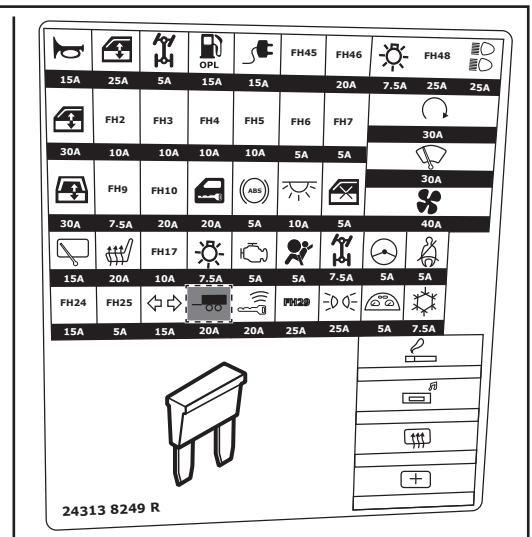 OPL FH45 FH46 FH48
15A 25A 5A 15A 15A 20A 7.5A 25A 25A
FH2 FH3 FH4 FH5 FH6 FH7
30A
30A 10A 10A 10A 10A 5A 5A
30A
FH9 FH10 ABS
30A 7.5A 20A 20A 5A 10A 5A 40A
FH17
15A 20A 10A 7.5A 5A 5A 7.5A 5A 5A
FH24 FH25 FH29
15A 5A 15A 20A 20A 25A 25A 5A 7.5A
24313 8249 R